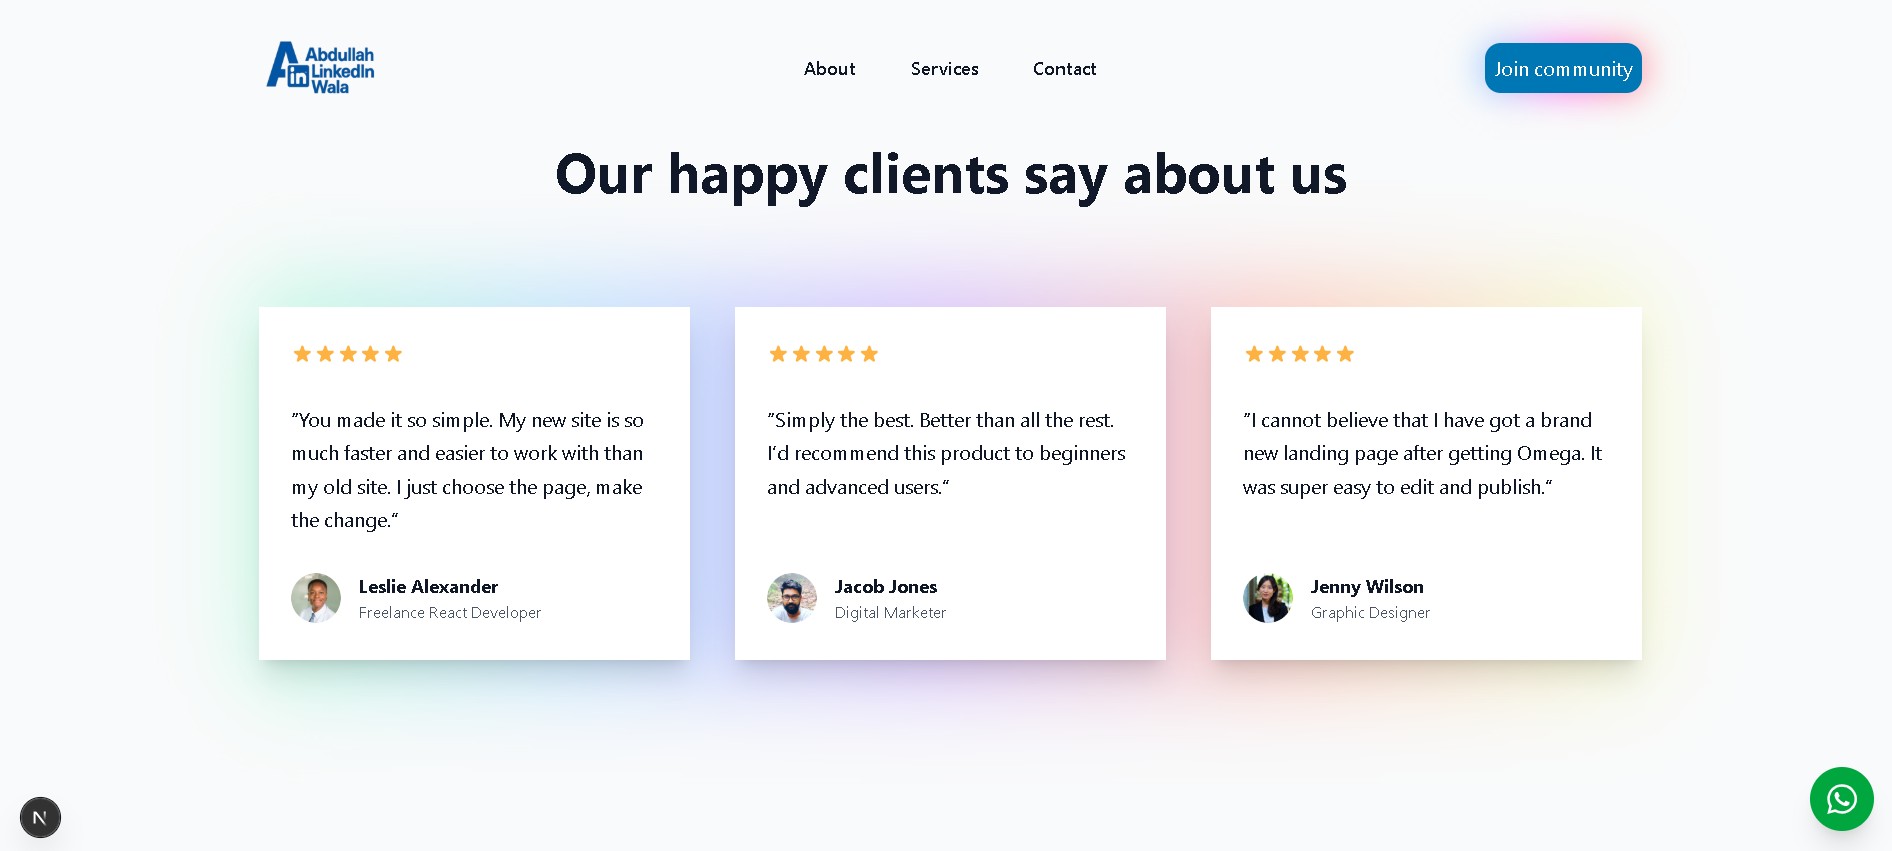 Abdullah
LinkedIn
Wala
About
Services
Contact
Join community
Our happy clients say about us
“You made it so simple. My new site is so
much faster and easier to work with than
my old site. I just choose the page, make
the change.”
Leslie Alexander
Freelance React Developer
“Simply the best. Better than all the rest.
I’d recommend this product to beginners
and advanced users.”
Jacob Jones
Digital Marketer
“I cannot believe that I have got a brand
new landing page after getting Omega. It
was super easy to edit and publish.”
Jenny Wilson
Graphic Designer
N